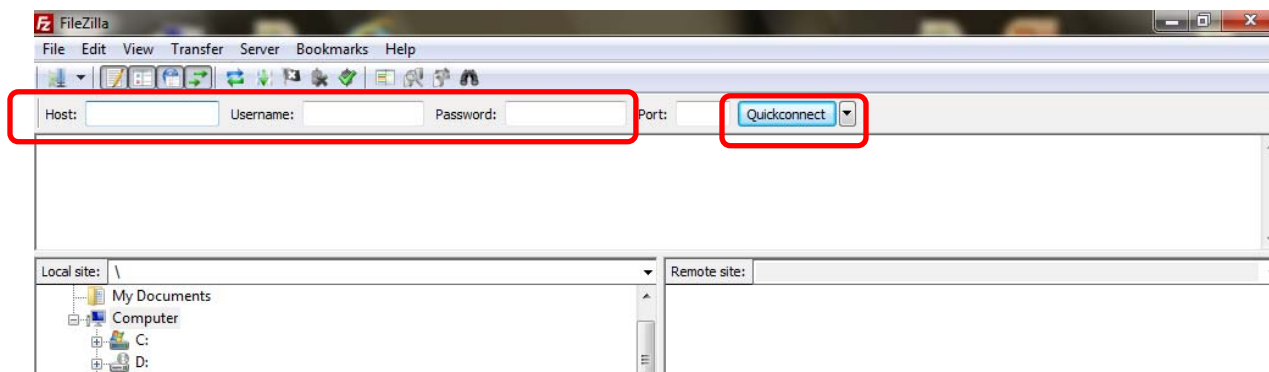 Fz FileZilla
File Edit View Transfer Server Bookmarks Help
Host: Username: Password: Port: Quickconnect
Local site: \ Remote site:
My Documents
Computer
C:
D: